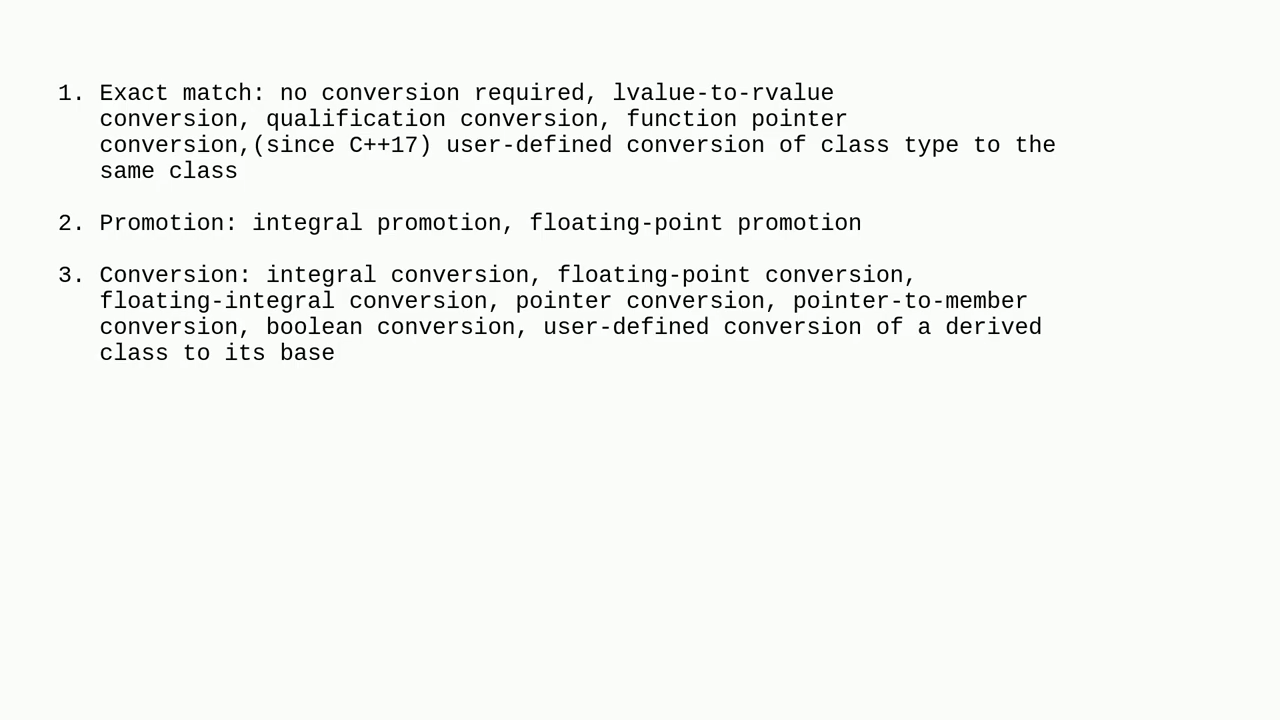 1. Exact match: no conversion required, lvalue-to-rvalue
conversion, qualification conversion, function pointer
conversion,(since C++17) user-defined conversion of class type to the
same class
2. Promotion: integral promotion, floating-point promotion
3. Conversion: integral conversion, floating-point conversion,
floating-integral conversion, pointer conversion, pointer-to-member
conversion, boolean conversion, user-defined conversion of a derived
class to its base